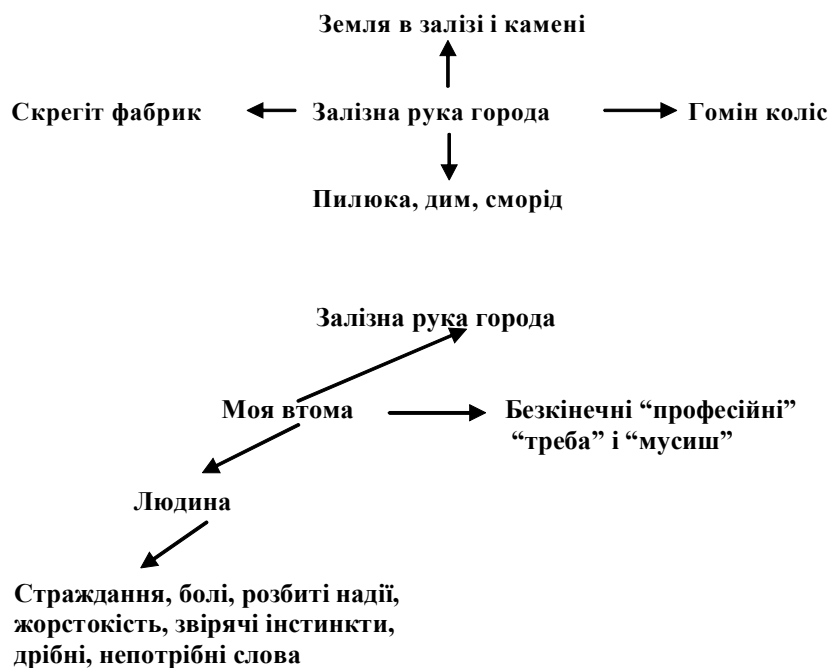 Земля в залізі і камені
Скрегіт фабрик
Залізна рука города
Гомін коліс
Пилюка, дим, сморід
Залізна рука города
Моя втома
Безкінечні “професійні”
“треба” і “мусиш”
Людина
Страждання, болі, розбиті надії,
жорстокість, звірячі інстинкти,
дрібні, непотрібні слова